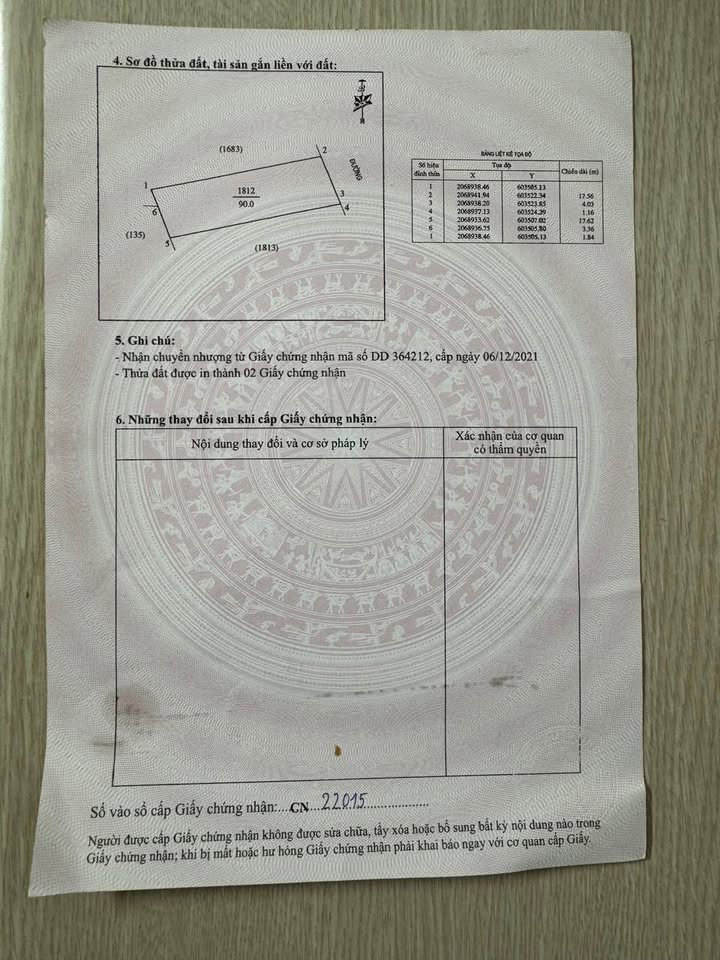 4. Sơ đồ thửa đất, tài sản gắn liền với đất:
(1683)
2
ĐƯỜNG
1
1812
90.0
3
4
6
(135)
5
(1813)
BẢNG LIỆT KÊ TỌA ĐỘ
Số hiệu đỉnh thửa Tọa độ Chiều dài (m)
X Y
1 2068938.46 603505.13
2 2068941.94 603522.34 17.56
3 2068938.20 603523.85 4.03
4 2068937.13 603524.29 1.16
5 2068933.62 603507.02 17.62
6 2068936.75 603505.80 3.36
1 2068938.46 603505.13 1.84
5. Ghi chú:
- Nhận chuyển nhượng từ Giấy chứng nhận mã số DD 364212, cấp ngày 06/12/2021
- Thửa đất được in thành 02 Giấy chứng nhận
6. Những thay đổi sau khi cấp Giấy chứng nhận:
Nội dung thay đổi và cơ sở pháp lý
Xác nhận của cơ quan
có thẩm quyền
Số vào sổ cấp Giấy chứng nhận:....CN...22015..................
Người được cấp Giấy chứng nhận không được sửa chữa, tẩy xóa hoặc bổ sung bất kỳ nội dung nào trong
Giấy chứng nhận; khi bị mất hoặc hư hỏng Giấy chứng nhận phải khai báo ngay với cơ quan cấp Giấy.